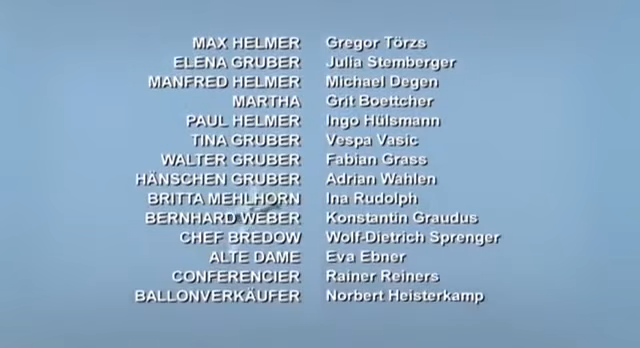 MAX HELMER Gregor Törzs
ELENA GRUBER Julia Stemberger
MANFRED HELMER Michael Degen
MARTHA Grit Boettcher
PAUL HELMER Ingo Hülsmann
TINA GRUBER Vespa Vasic
WALTER GRUBER Fabian Grass
HÄNSCHEN GRUBER Adrian Wahlen
BRITTA MEHLHORN Ina Rudolph
BERNHARD WEBER Konstantin Graudus
CHEF BREDOW Wolf-Dietrich Sprenger
ALTE DAME Eva Ebner
CONFERENCIER Rainer Reiners
BALLONVERKÄUFER Norbert Heisterkamp